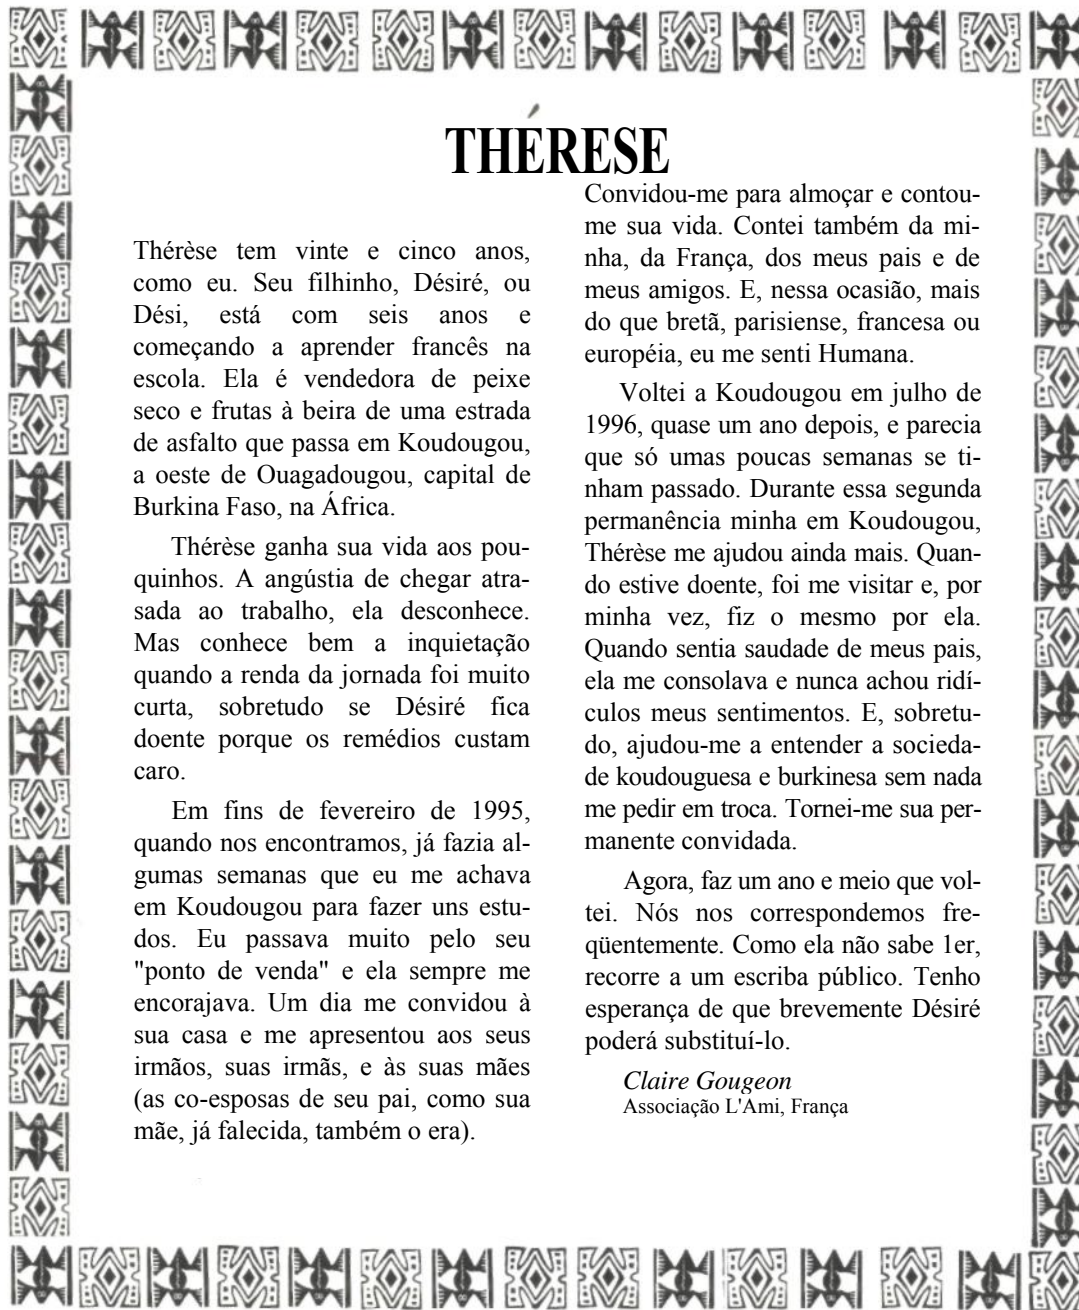 THÉRESE
Thérèse tem vinte e cinco anos,
como eu. Seu filhinho, Désiré, ou
Dési, está com seis anos e
começando a aprender francês na
escola. Ela é vendedora de peixe
seco e frutas à beira de uma estrada
de asfalto que passa em Koudougou,
a oeste de Ouagadougou, capital de
Burkina Faso, na África.
Thérèse ganha sua vida aos pou-
quinhos. A angústia de chegar atra-
sada ao trabalho, ela desconhece.
Mas conhece bem a inquietação
quando a renda da jornada foi muito
curta, sobretudo se Désiré fica
doente porque os remédios custam
caro.
Em fins de fevereiro de 1995,
quando nos encontramos, já fazia al-
gumas semanas que eu me achava
em Koudougou para fazer uns estu-
dos. Eu passava muito pelo seu
"ponto de venda" e ela sempre me
encorajava. Um dia me convidou à
sua casa e me apresentou aos seus
irmãos, suas irmãs, e às suas mães
(as co-esposas de seu pai, como sua
mãe, já falecida, também o era).
Convidou-me para almoçar e contou-
me sua vida. Contei também da mi-
nha, da França, dos meus pais e de
meus amigos. E, nessa ocasião, mais
do que bretã, parisiense, francesa ou
européia, eu me senti Humana.
Voltei a Koudougou em julho de
1996, quase um ano depois, e parecia
que só umas poucas semanas se ti-
nham passado. Durante essa segunda
permanência minha em Koudougou,
Thérèse me ajudou ainda mais. Quan-
do estive doente, foi me visitar e, por
minha vez, fiz o mesmo por ela.
Quando sentia saudade de meus pais,
ela me consolava e nunca achou ridí-
culos meus sentimentos. E, sobretu-
do, ajudou-me a entender a socieda-
de koudouguesa e burkinesa sem nada
me pedir em troca. Tornei-me sua per-
manente convidada.
Agora, faz um ano e meio que vol-
tei. Nós nos correspondemos fre-
qüentemente. Como ela não sabe 1er,
recorre a um escriba público. Tenho
esperança de que brevemente Désiré
poderá substituí-lo.
Claire Gougeon
Associação L'Ami, França